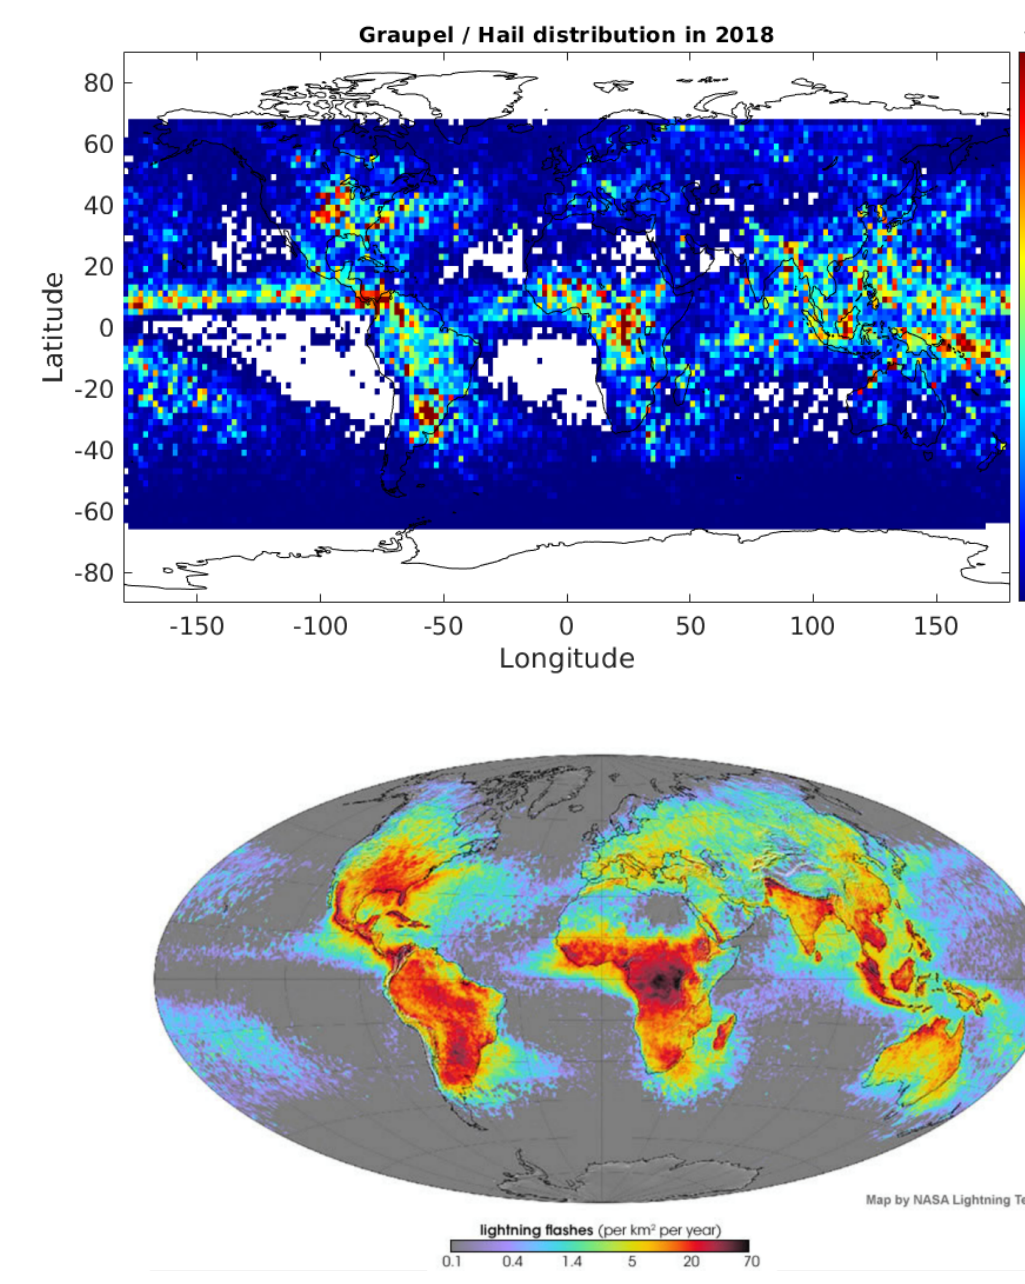 Graupel / Hail distribution in 2018
80
60
40
20
0
-20
-40
-60
-80
Latitude
-150 -100 -50 0 50 100 150
Longitude
Map by NASA Lightning
lightning flashes (per km² per year)
0.1 0.4 1.4 5 20 70